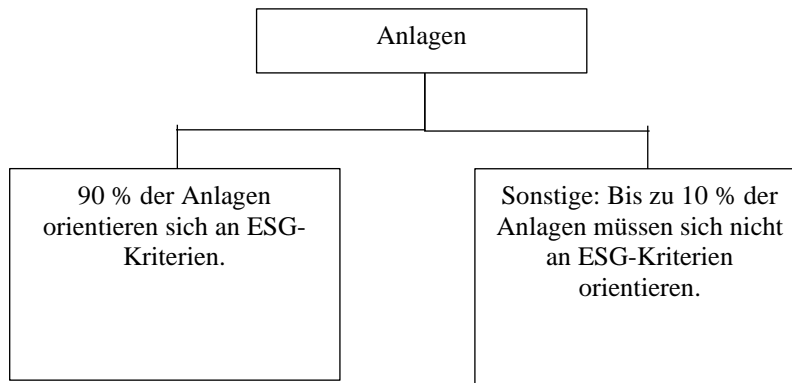 Anlagen
90 % der Anlagen
orientieren sich an ESG-
Kriterien.
Sonstige: Bis zu 10 % der
Anlagen müssen sich nicht
an ESG-Kriterien
orientieren.